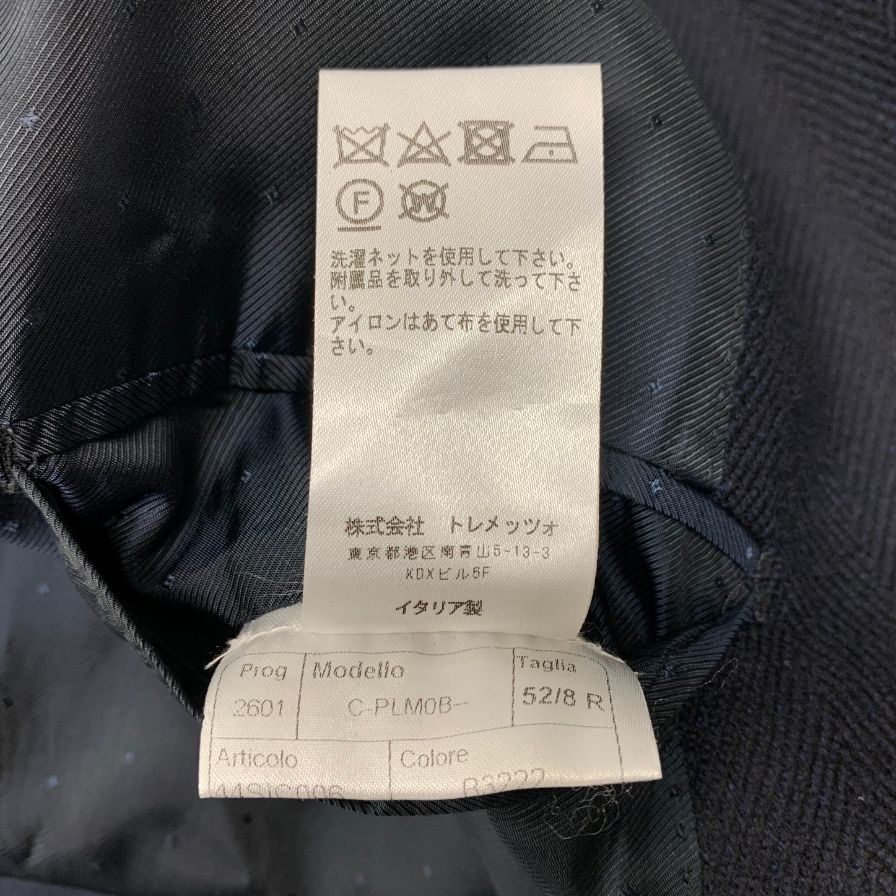 F
W
洗濯ネットを使用して下さい。
附属品を取り外して洗って下さ
い。
アイロンはあて布を使用して下
さい。
株式会社 トレメッツォ
東京都港区南青山5-13-3
KDXビル6F
イタリア製
Prog Modello Taglia
2601 C-PLM0B- 52/8 R
Articolo Colore